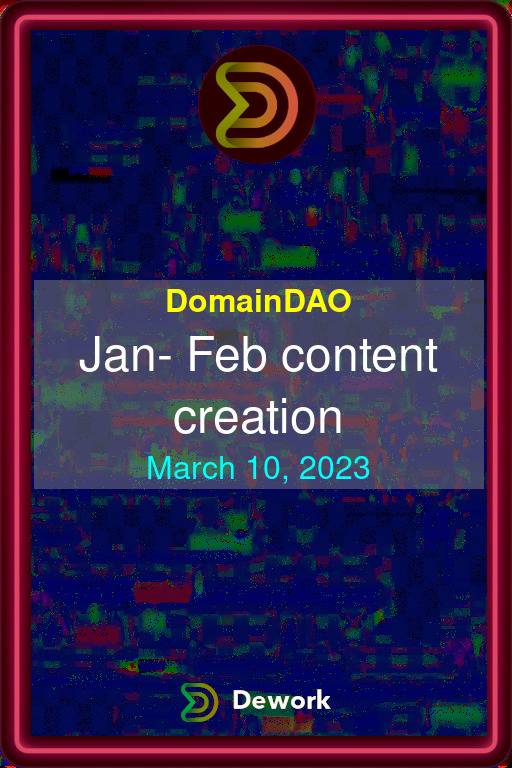 DomainDAO
Jan- Feb content
creation
March 10, 2023
Dework